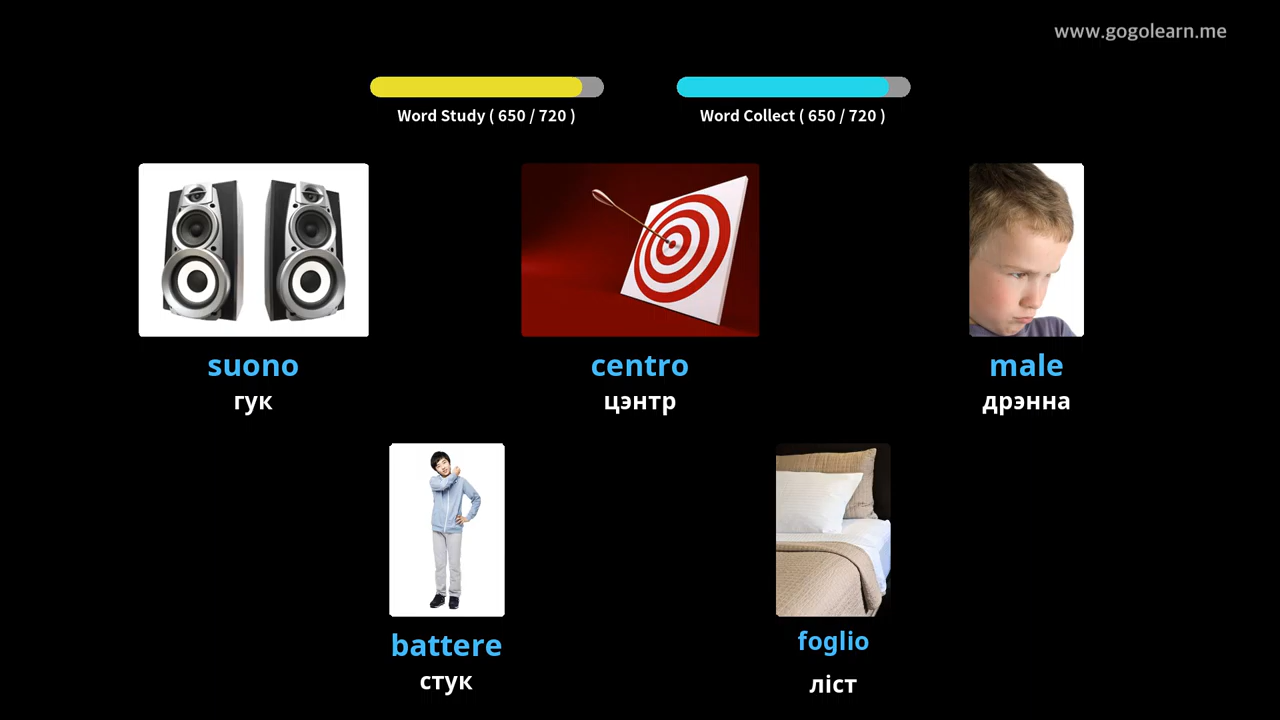 www.gogolearn.me
Word Study ( 650 / 720 )
Word Collect ( 650 / 720 )
suono
гук
centro
цэнтр
male
дрэнна
battere
стук
foglio
ліст